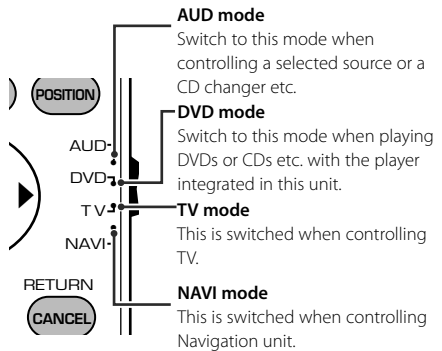 AUD mode
Switch to this mode when
controlling a selected source or a
CD changer etc.
DVD mode
Switch to this mode when playing
DVDs or CDs etc. with the player
integrated in this unit.
TV mode
This is switched when controlling
TV.
NAVI mode
This is switched when controlling
Navigation unit.
POSITION
AUD
DVD
TV
NAVI
RETURN
CANCEL